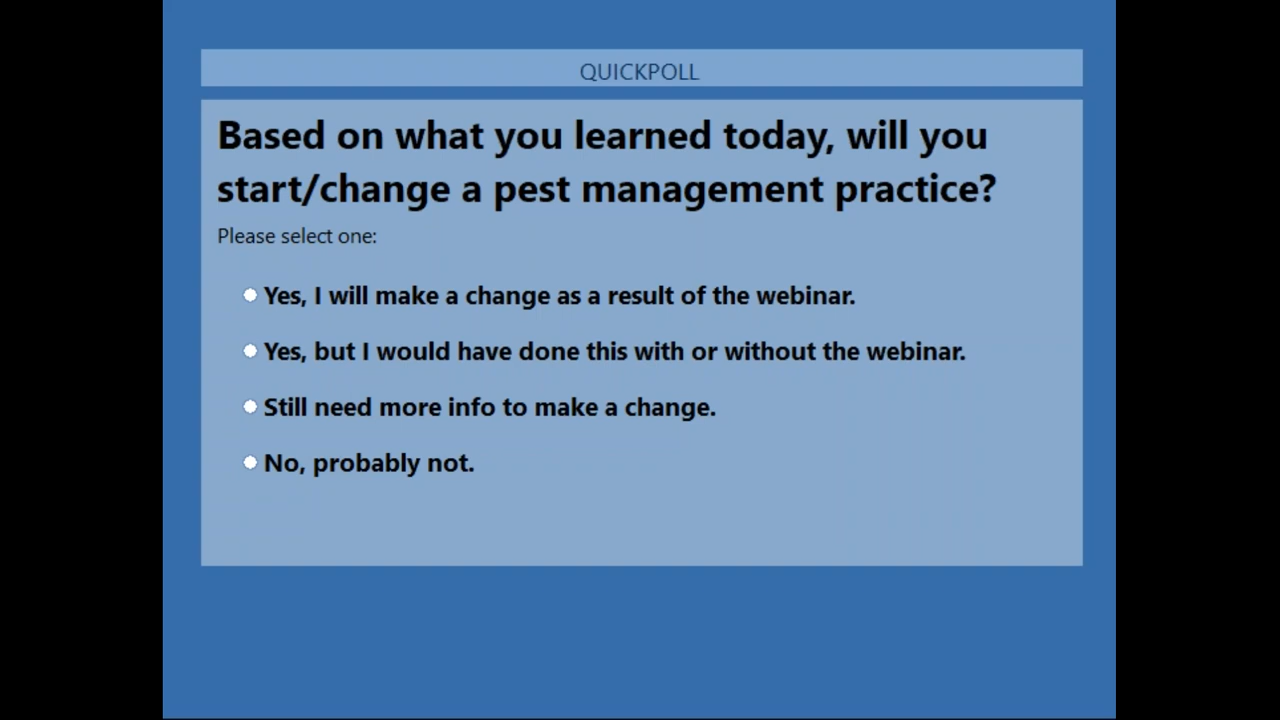 QUICKPOLL
Based on what you learned today, will you
start/change a pest management practice?
Please select one:
Yes, I will make a change as a result of the webinar.
Yes, but I would have done this with or without the webinar.
Still need more info to make a change.
No, probably not.